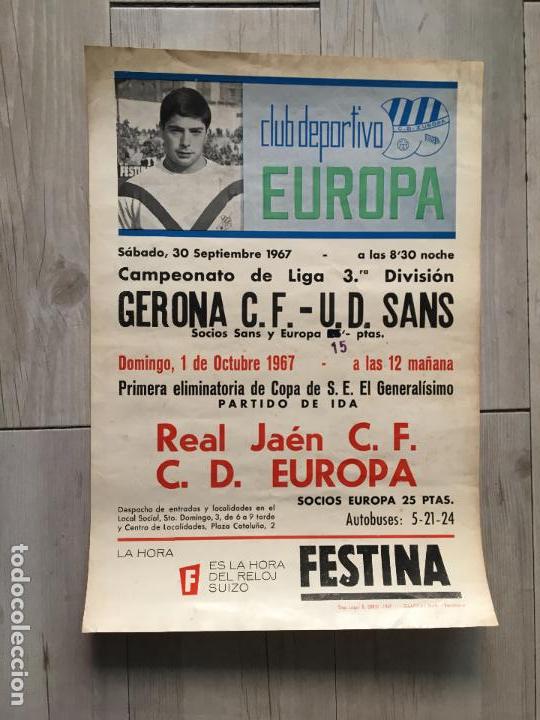 FESTINA
club deportivo
C.D. EUROPA
EUROPA
Sábado, 30 Septiembre 1967 - a las 8'30 noche
Campeonato de Liga 3.ra División
GERONA C. F. - U. D. SANS
Socios Sans y Europa '- ptas.
15
Domingo, 1 de Octubre 1967 - a las 12 mañana
Primera eliminatoria de Copa de S. E. El Generalísimo
PARTIDO DE IDA
Real Jaén C. F.
C. D. EUROPA
SOCIOS EUROPA 25 PTAS.
Despacho de entradas y localidades en el
Local Social, Sto. Domingo, 3, de 6 a 9 tarde
y Centro de Localidades, Plaza Cataluña, 2
Autobuses: 5-21-24
LA HORA
F
ES LA HORA
DEL RELOJ
SUIZO
FESTINA
todocoleccion.net